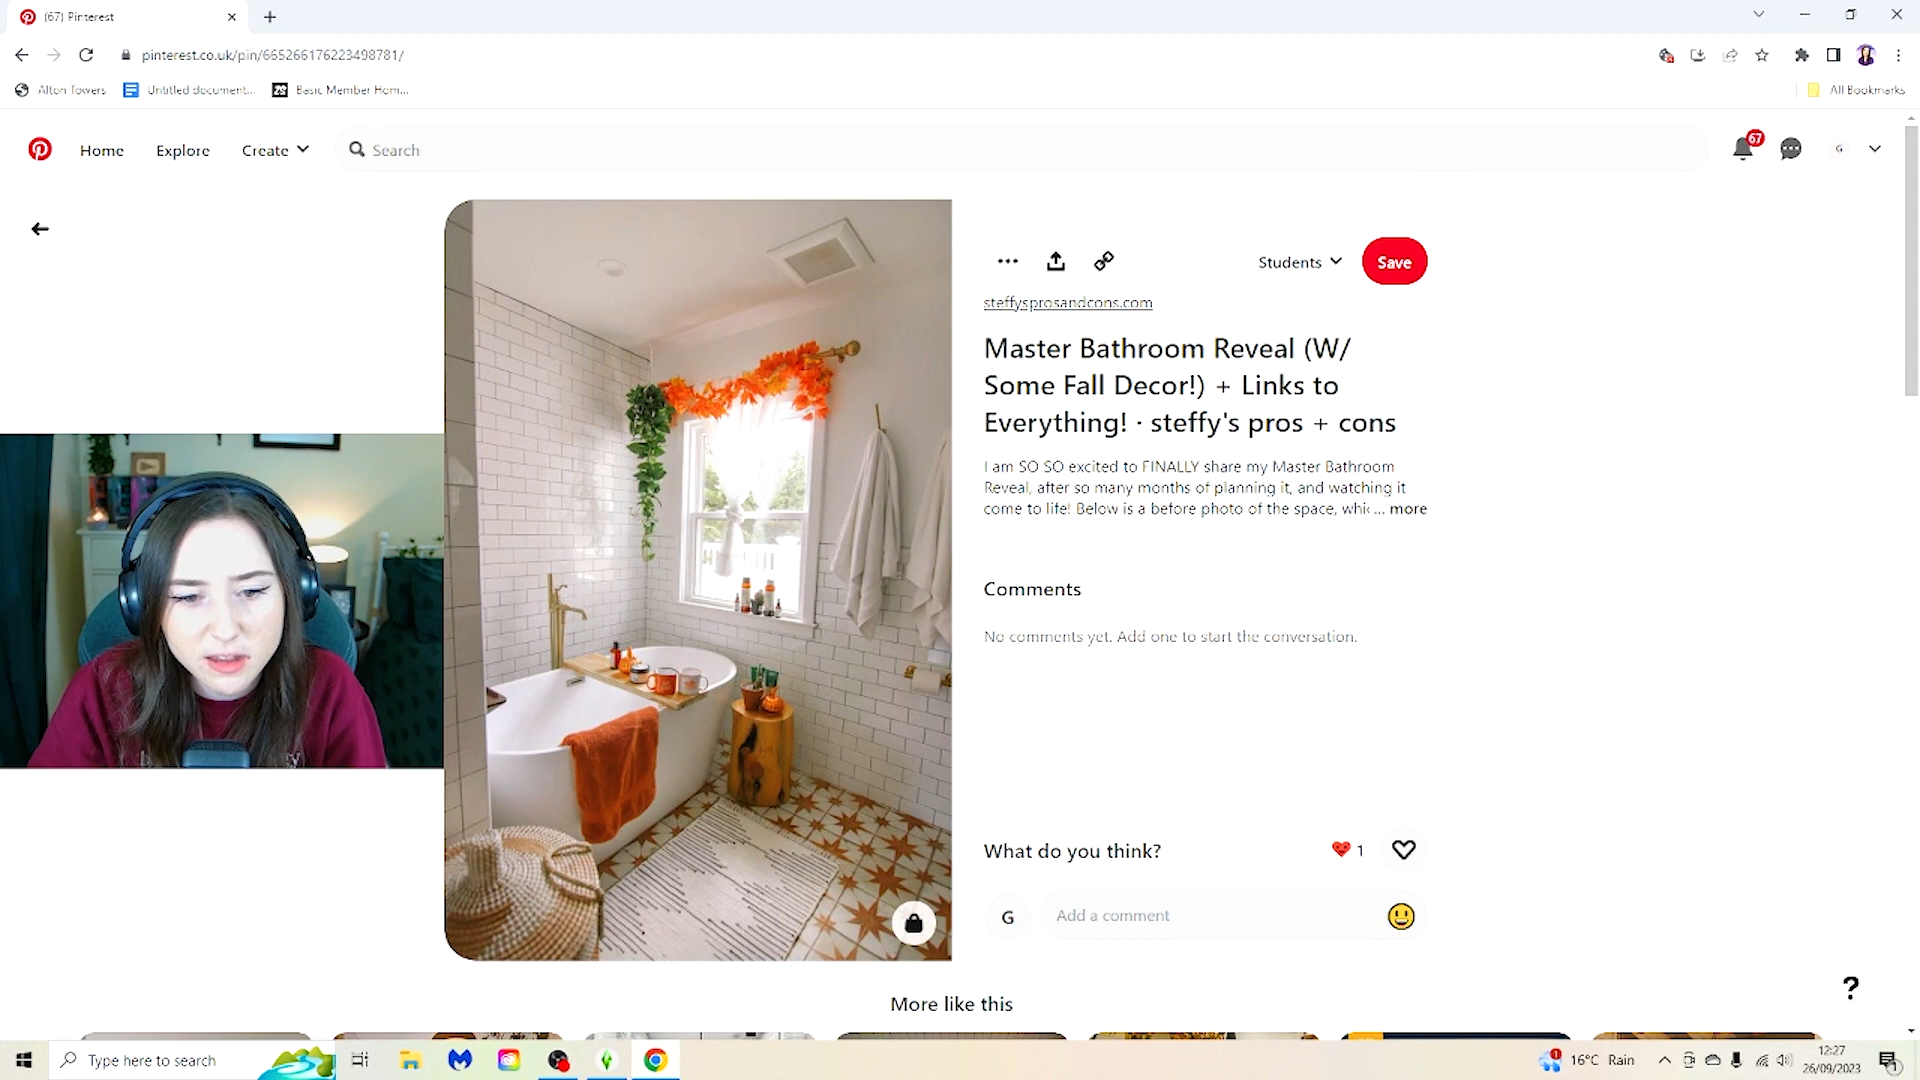 (67) Pinterest
pinterest.co.uk/pin/665266176223498781/
Alton Towers
Untitled document...
Basic Member Hom...
All Bookmarks
Home
Explore
Create
Search
67
G
Students
Save
steffysprosandcons.com
Master Bathroom Reveal (W/
Some Fall Decor!) + Links to
Everything! · steffy's pros + cons
I am SO SO excited to FINALLY share my Master Bathroom
Reveal, after so many months of planning it, and watching it
come to life! Below is a before photo of the space, whi... more
Comments
No comments yet. Add one to start the conversation.
What do you think?
1
G
Add a comment
?
More like this
Type here to search
1
16°C Rain
12:27
26/09/2023
1